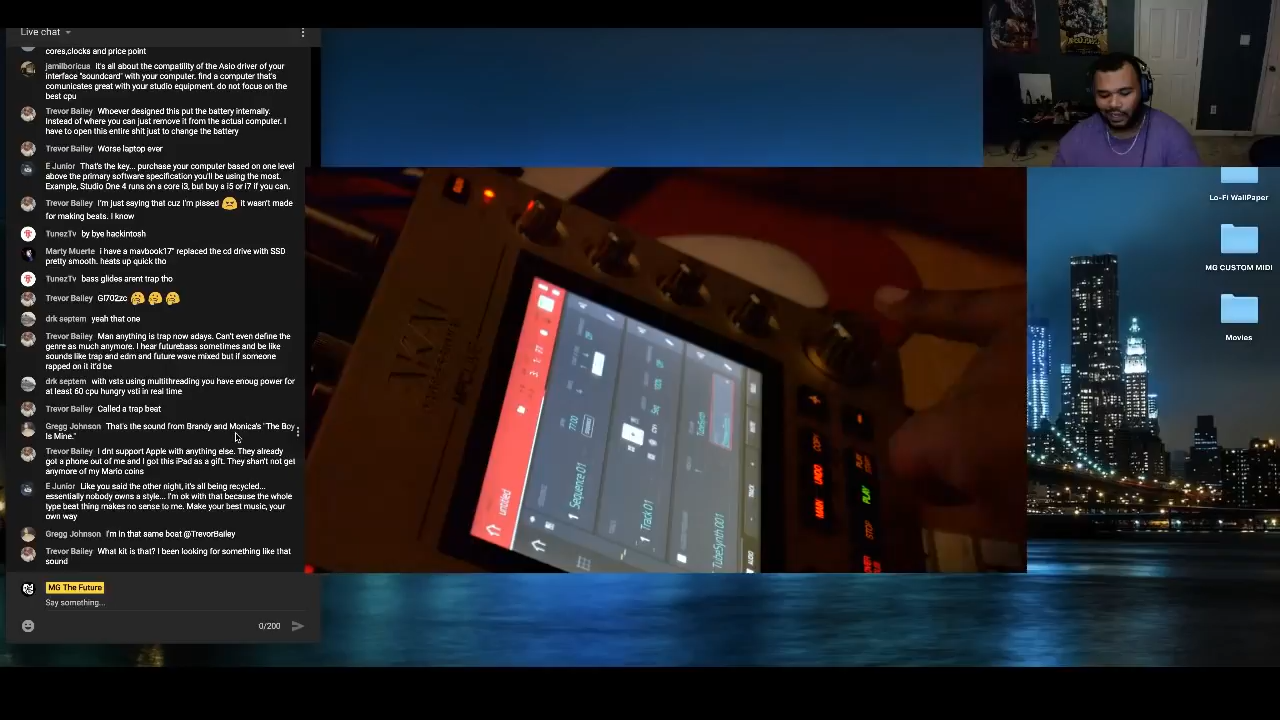 Live chat
cores,clocks and price point
jamilboricua It's all about the compatility of the Asio driver of your
interface "soundcard" with your computer. find a computer that's
comunicates great with your studio equipment. do not focus on the
best cpu
Trevor Bailey Whoever designed this put the battery internally.
Instead of where you can just remove it from the actual computer. I
have to open this entire shit just to change the battery
Trevor Bailey Worse laptop ever
E Junior That's the key... purchase your computer based on one level
above the primary software specification you'll be using the most.
Example, Studio One 4 runs on a core i3, but buy a i5 or i7 if you can.
Trevor Bailey I'm just saying that cuz I'm pissed 😠 it wasn't made
for making beats. I know
TunezTv by bye hackintosh
Marty Muerte i have a mavbook17" replaced the cd drive with SSD
pretty smooth. heats up quick tho
TunezTv bass glides arent trap tho
Trevor Bailey Gl702zc 🤗 🤗 🤗
drk septem yeah that one
Trevor Bailey Man anything is trap now adays. Can't even define the
genre as much anymore. I hear futurebass sometimes and be like
sounds like trap and edm and future wave mixed but if someone
rapped on it it'd be
drk septem with vsts using multithreading you have enoug power for
at least 60 cpu hungry vsti in real time
Trevor Bailey Called a trap beat
Gregg Johnson That's the sound from Brandy and Monica's "The Boy
Is Mine."
Trevor Bailey I dnt support Apple with anything else. They already
got a phone out of me and I got this iPad as a gift. They shan't not get
anymore of my Mario coins
E Junior Like you said the other night, it's all being recycled...
essentially nobody owns a style... I'm ok with that because the whole
type beat thing makes no sense to me. Make your best music, your
own way
Gregg Johnson I'm In that same boat @TrevorBailey
Trevor Bailey What kit is that? I been looking for something like that
sound
MG The Future
Say something...
0/200
untitled
1 Sequence 01
77.00
1 Track 01
TubeSynth 001
TubeSynth
MAIN UNDO COPY
STOP PLAY PLAY START
AUDIO
TRACK
Lo-Fi WallPaper
MG CUSTOM MIDI
Movies